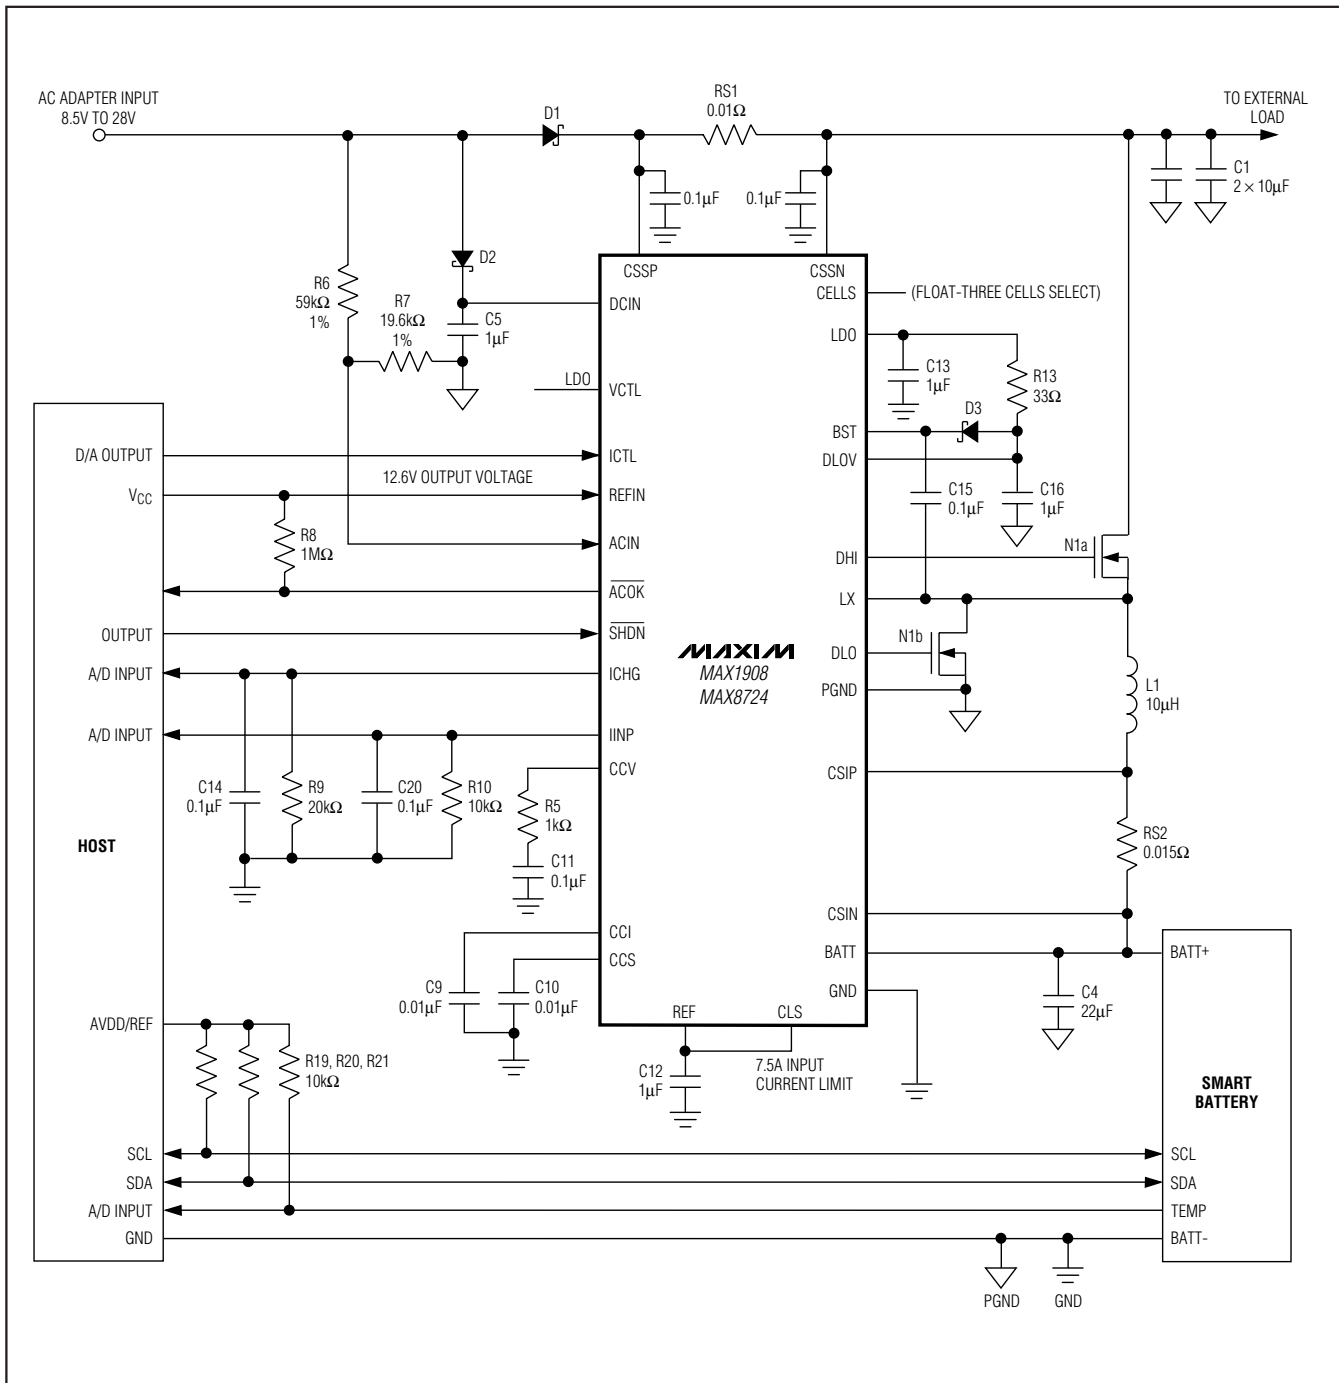 AC ADAPTER INPUT
8.5V TO 28V
D1
RS1
0.01Ω
TO EXTERNAL
LOAD
C1
2 × 10µF
0.1µF
0.1µF
D2
R6
59kΩ
1%
R7
19.6kΩ
1%
C5
1µF
CSSP
CSSN
CELLS
(FLOAT-THREE CELLS SELECT)
DCIN
LDO
C13
1µF
R13
33Ω
LDO
VCTL
D3
BST
DLOV
D/A OUTPUT
ICTL
12.6V OUTPUT VOLTAGE
VCC
REFIN
C15
0.1µF
C16
1µF
R8
1MΩ
ACIN
DHI
N1a
ACOK
LX
OUTPUT
SHDN
N1b
DLO
MAXIM
MAX1908
MAX8724
A/D INPUT
ICHG
PGND
L1
10µH
A/D INPUT
IINP
CCV
CSIP
C14
0.1µF
R9
20kΩ
C20
0.1µF
R10
10kΩ
R5
1kΩ
RS2
0.015Ω
HOST
C11
0.1µF
CSIN
CCI
BATT
BATT+
CCS
C9
0.01µF
C10
0.01µF
GND
C4
22µF
REF
CLS
AVDD/REF
R19, R20, R21
10kΩ
C12
1µF
7.5A INPUT
CURRENT LIMIT
SMART
BATTERY
SCL
SCL
SDA
SDA
A/D INPUT
TEMP
GND
BATT-
PGND
GND